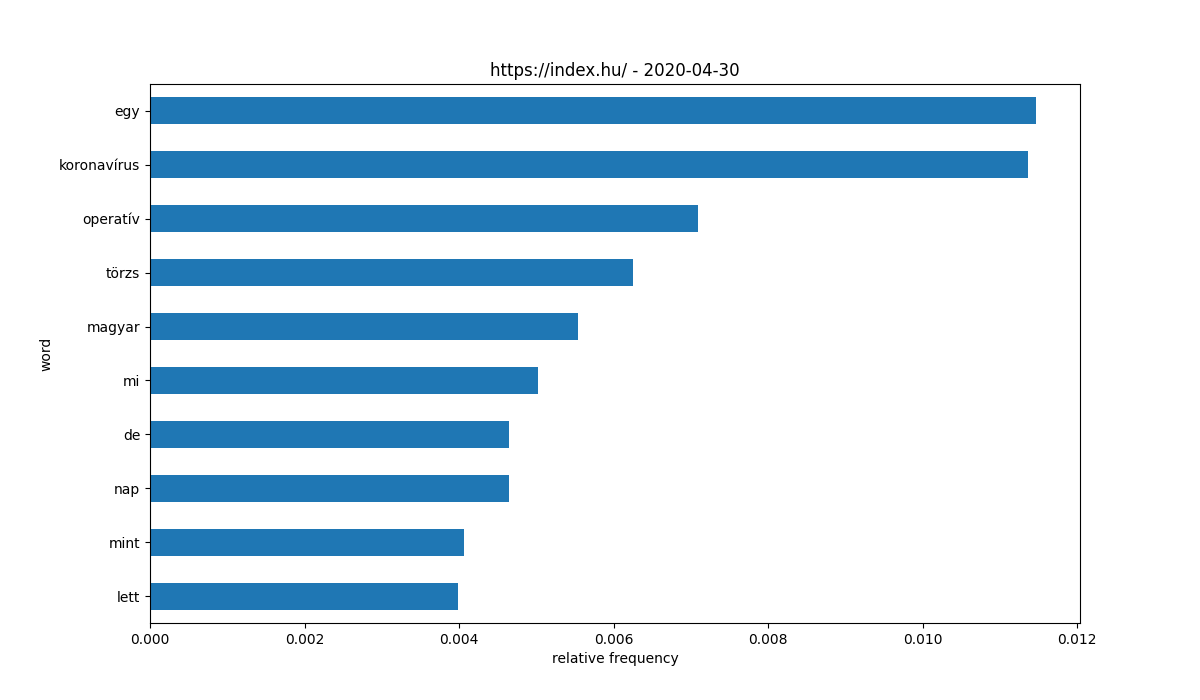 https://index.hu/ - 2020-04-30
egy
koronavírus
operatív
törzs
magyar
mi
de
nap
mint
lett
word
0.000 0.002 0.004 0.006 0.008 0.010 0.012
relative frequency